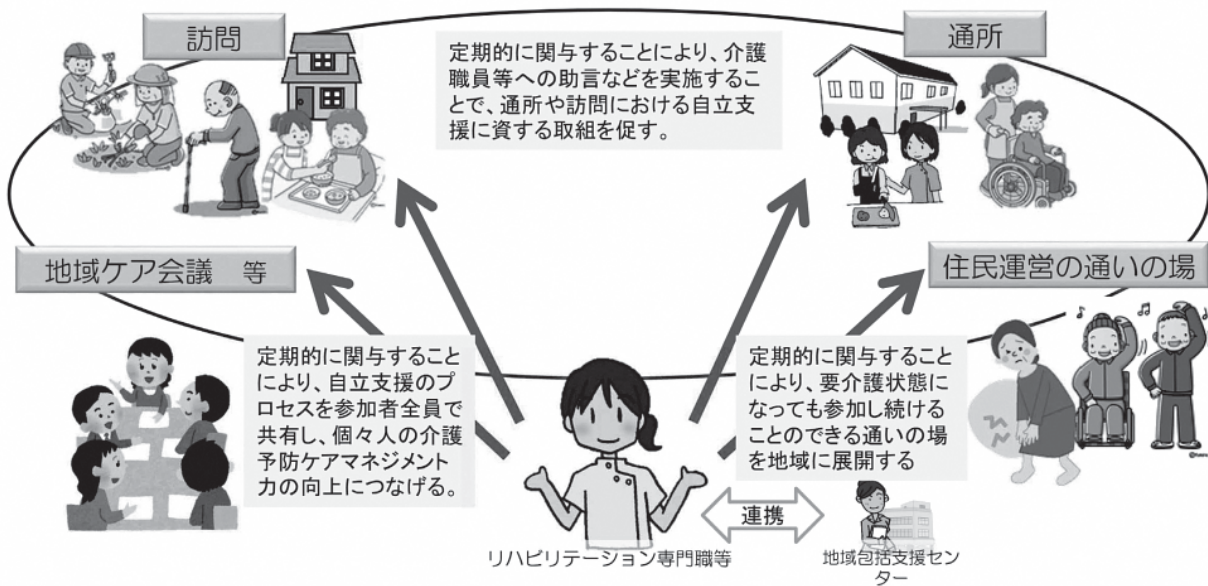 訪問
通所
定期的に関与することにより、介護
職員等への助言などを実施するこ
とで、通所や訪問における自立支
援に資する取組を促す。
地域ケア会議 等
住民運営の通いの場
定期的に関与すること
により、自立支援のプ
ロセスを参加者全員で
共有し、個々人の介護
予防ケアマネジメント
力の向上につなげる。
定期的に関与すること
により、要介護状態に
なっても参加し続ける
ことのできる通いの場
を地域に展開する
連携
リハビリテーション専門職等
地域包括支援セン
ター